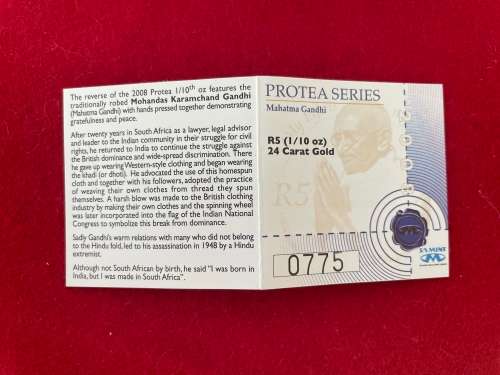 The reverse of the 2008 Protea 1/10th oz features the
traditionally robed Mohandas Karamchand Gandhi
(Mahatma Gandhi) with hands pressed together demonstrating
gratefulness and peace.
After twenty years in South Africa as a lawyer, legal advisor
and leader to the Indian community in their struggle for civil
rights, he returned to India to continue the struggle against
the British dominance and wide-spread discrimination. There
he gave up wearing Western-style clothing and began wearing
the khadi (or dhoti). He advocated the use of this homespun
cloth and together with his followers, adopted the practice
of weaving their own clothes from thread they spun
themselves. A harsh blow was made to the British clothing
industry by making their own clothes and the spinning wheel
was later incorporated into the flag of the Indian National
Congress to symbolize this break from dominance.
Sadly Gandhi's warm relations with many who did not belong
to the Hindu fold, led to his assassination in 1948 by a Hindu
extremist.
Although not South African by birth, he said "I was born in
India, but I was made in South Africa".
PROTEA SERIES
Mahatma Gandhi
R5 (1/10 oz)
24 Carat Gold
R5
0775
SA MINT